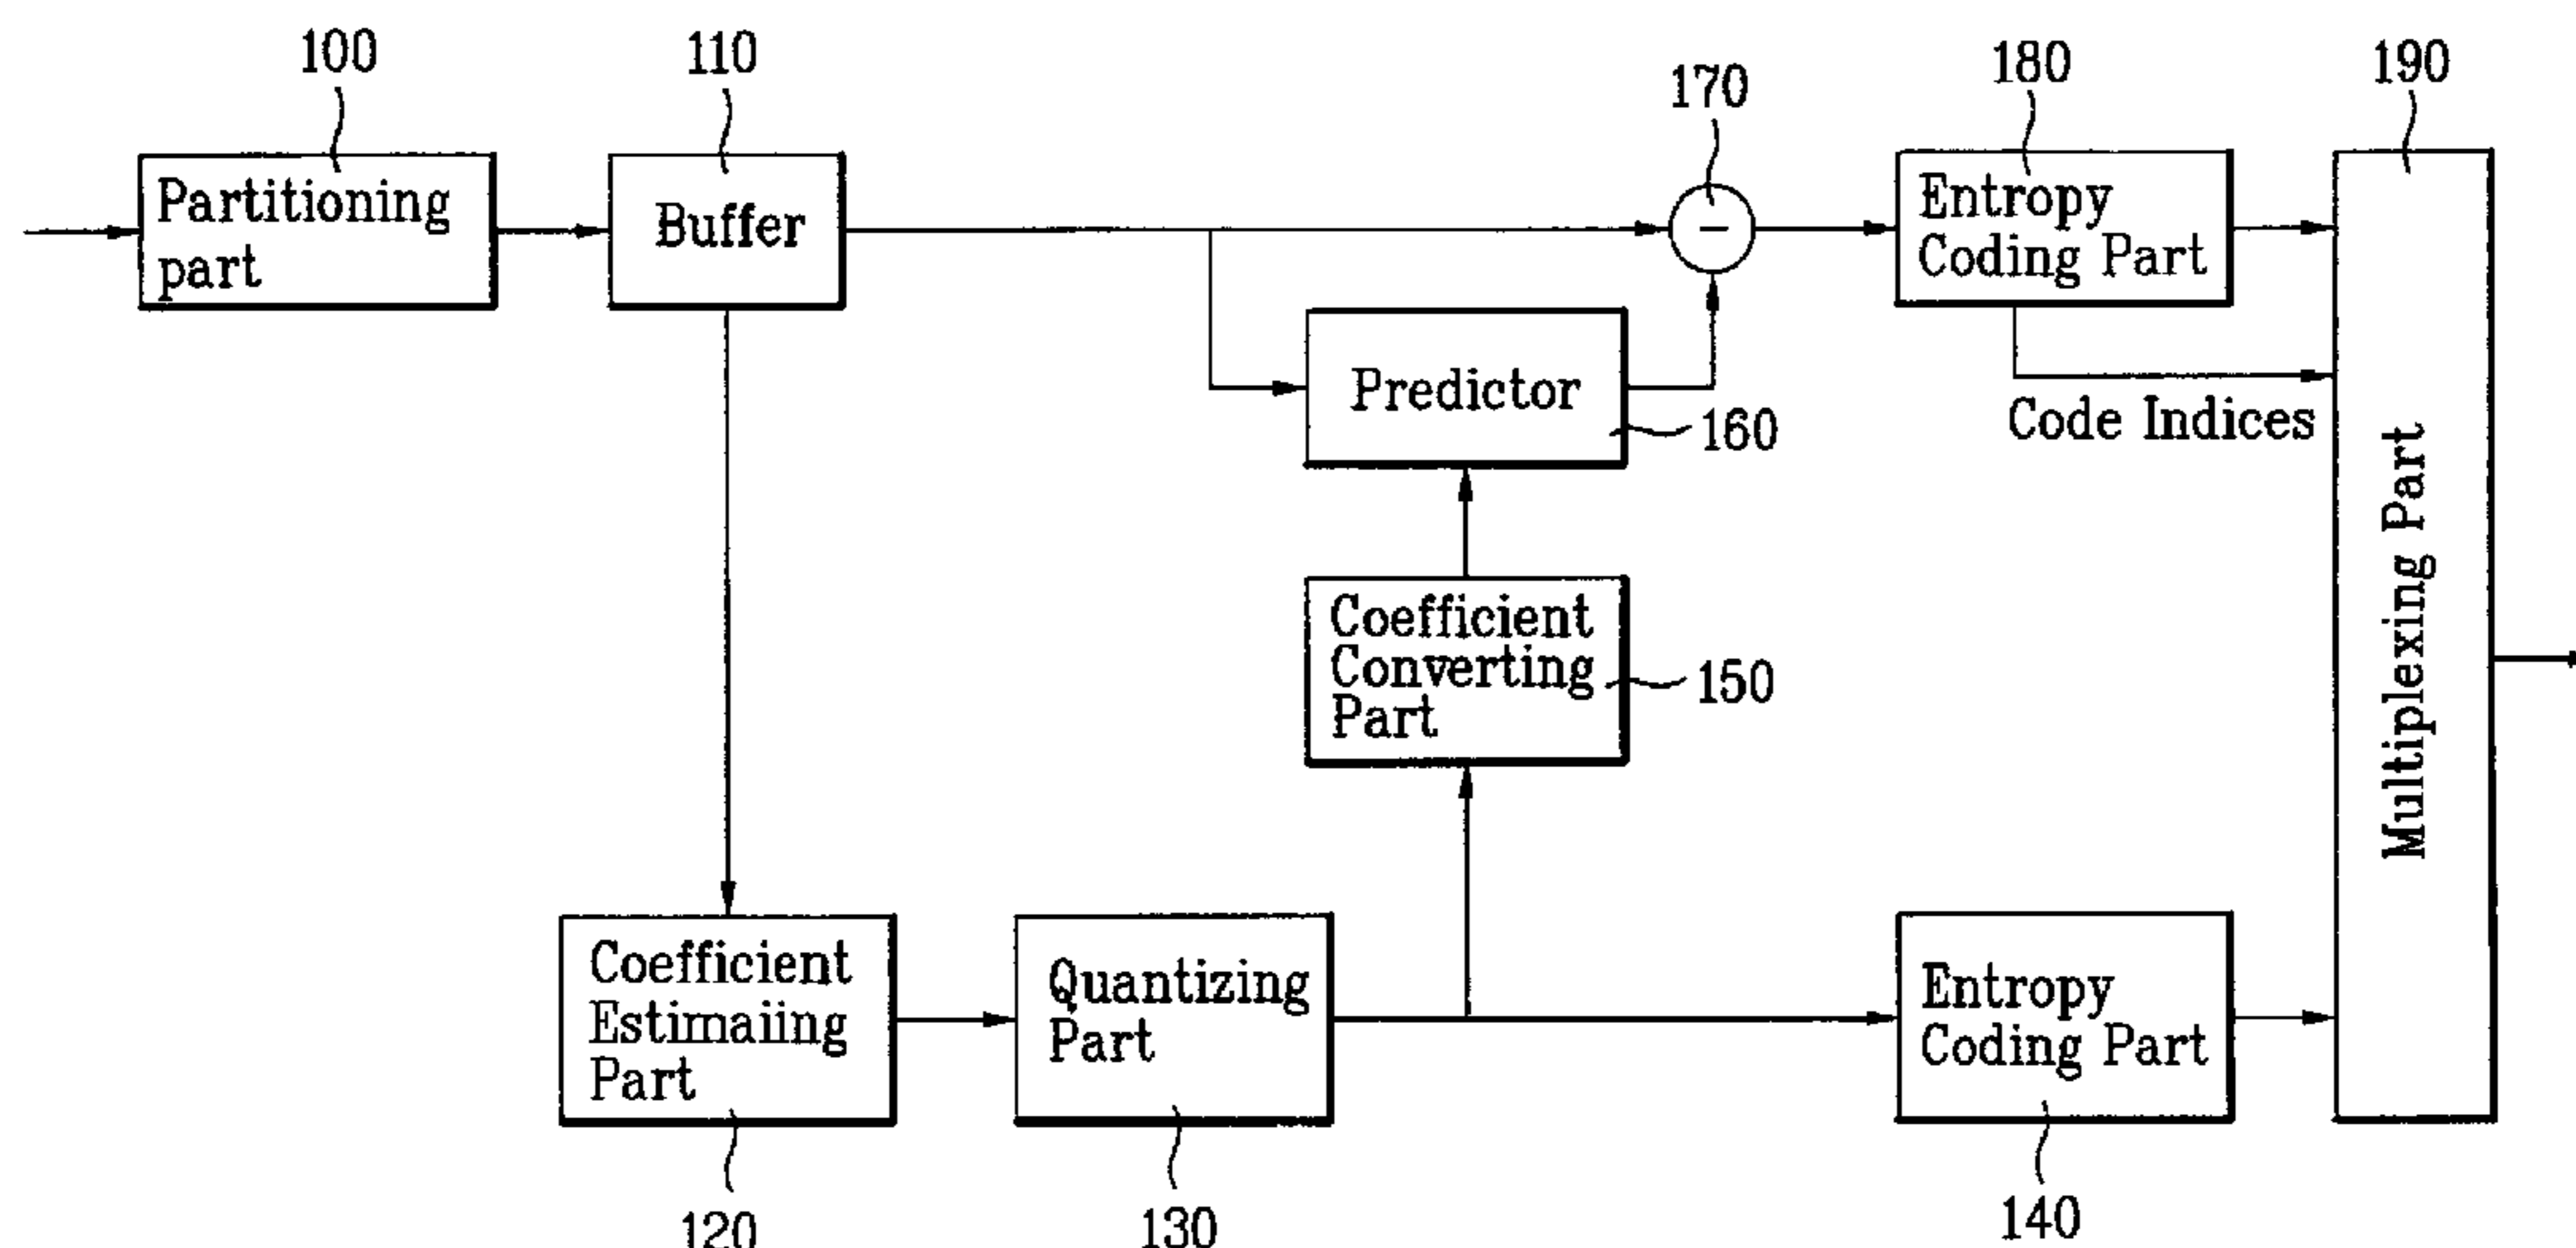 100
110
170
180
190
Partitioning
part
Buffer
−
Entropy
Coding Part
Predictor
160
Code Indices
Multiplexing Part
Coefficient
Converting
Part
150
Coefficient
Estimaiing
Part
Quantizing
Part
Entropy
Coding Part
120
130
140